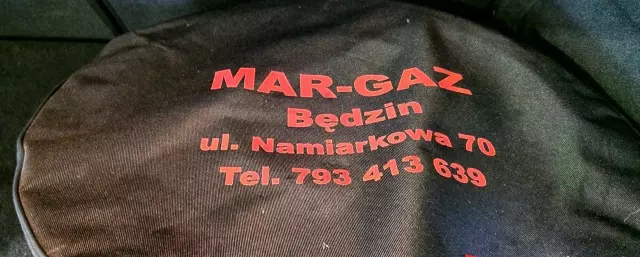 MAR-GAZ
Będzin
ul. Namiarkowa 70
Tel. 793 413 639